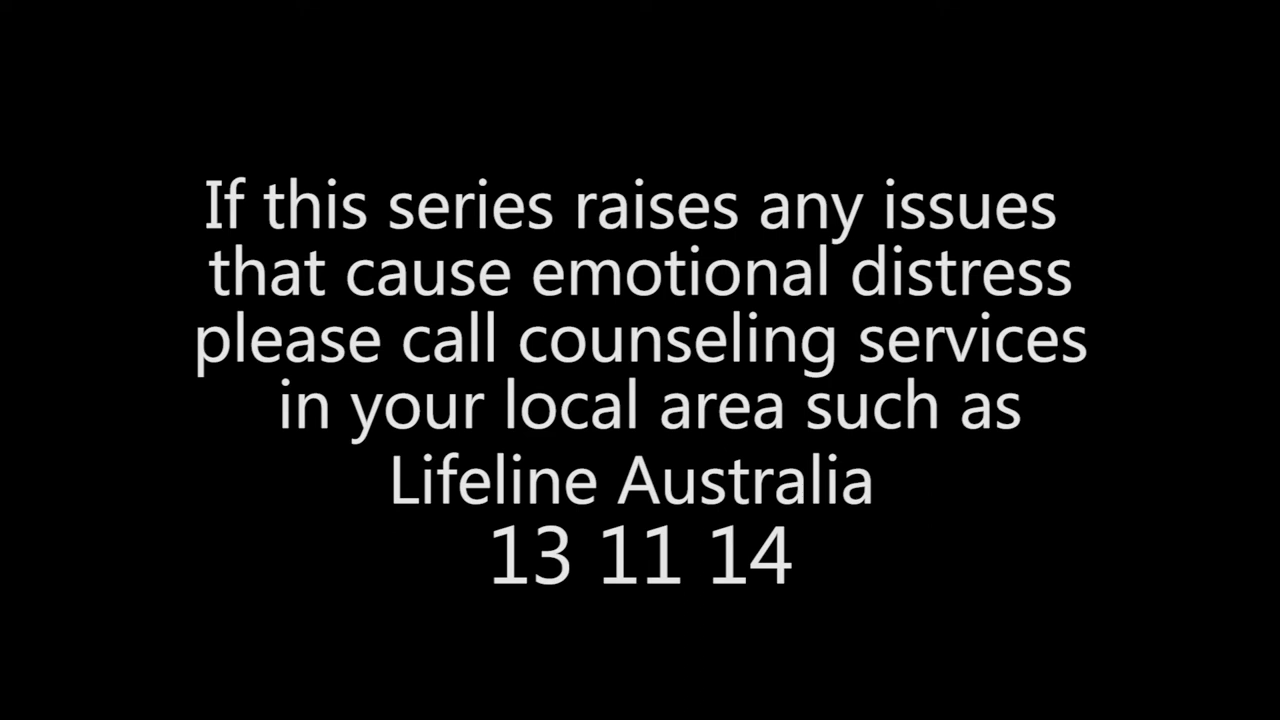 If this series raises any issues
that cause emotional distress
please call counseling services
in your local area such as
Lifeline Australia
13 11 14